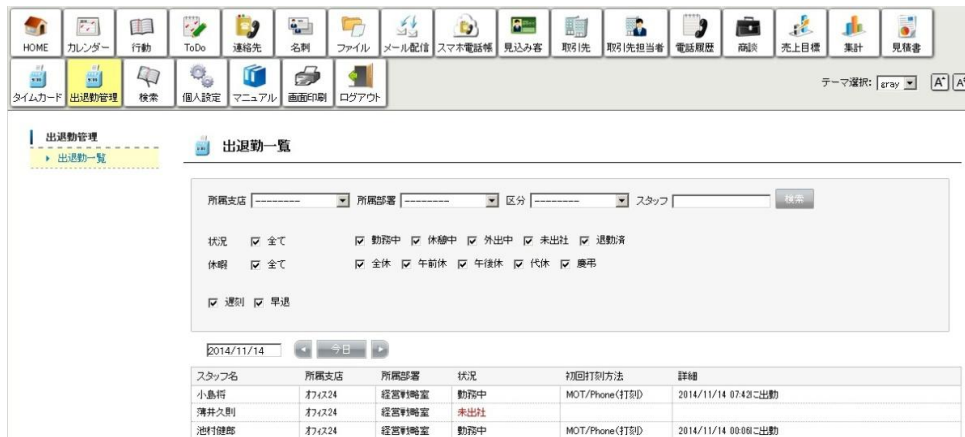 HOME カレンダー 行動 ToDo 連絡先 名刺 ファイル メール配信 スマホ電話帳 見込み客 取引先 取引先担当者 電話履歴 商談 売上目標 集計 見積書
タイムカード 出退勤管理 検索 個人設定 マニュアル 画面印刷 ログアウト テーマ選択: gray A+
出退勤管理
出退勤一覧
出退勤一覧
所属支店 -------- 所属部署 -------- 区分 -------- スタッフ 検索
状況 全て 勤務中 休憩中 外出中 未出社 退勤済
休暇 全て 全休 午前休 午後休 代休 慶弔
遅刻 早退
2014/11/14 今日
スタッフ名 所属支店 所属部署 状況 初回打刻方法 詳細
小島将 オフィス24 経営戦略室 勤務中 MOT/Phone(打刻) 2014/11/14 07:42に出勤
薄井久則 オフィス24 経営戦略室 未出社
池村健郎 オフィス24 経営戦略室 勤務中 MOT/Phone(打刻) 2014/11/14 00:06に出勤